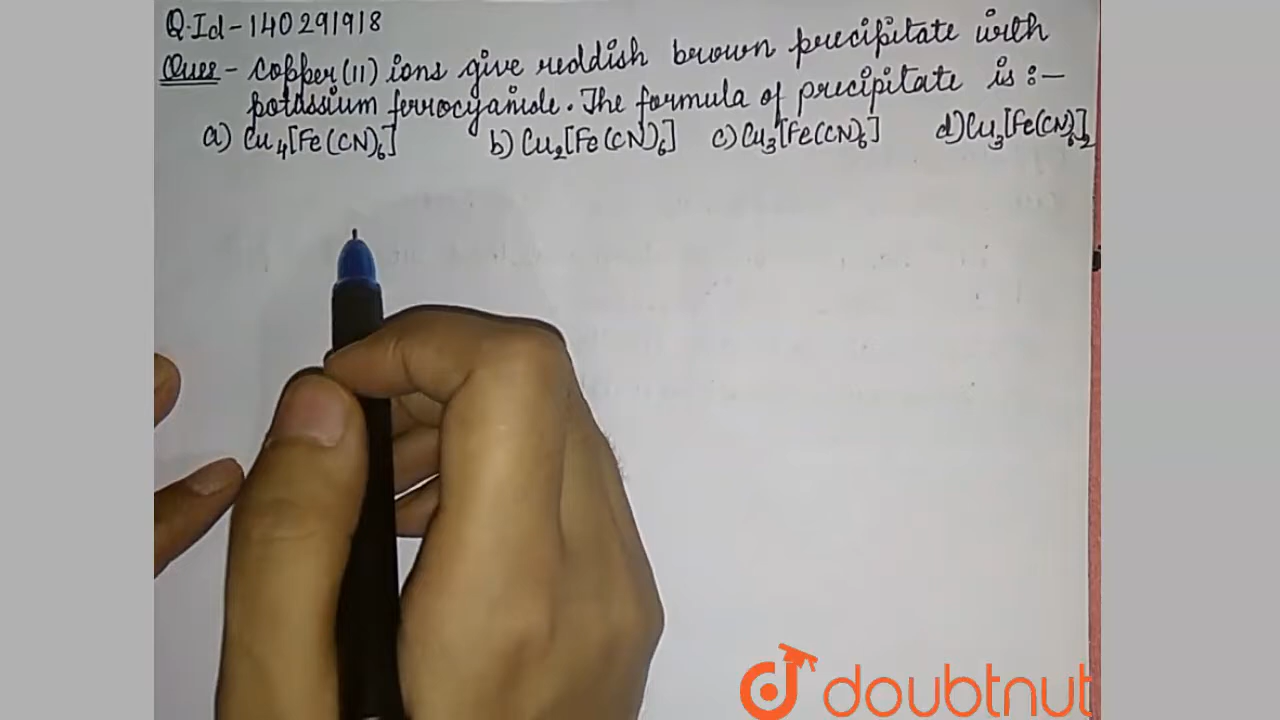 Q.Id-140291918
Ques - Copper(II) ions give reddish brown precipitate with
potassium ferrocyanide. The formula of precipitate is :-
a) Cu₄[Fe(CN)₆] b) Cu₂[Fe(CN)₆] c) Cu₃[Fe(CN)₆] d) Cu₃[Fe(CN)₆]₂
doubtnut